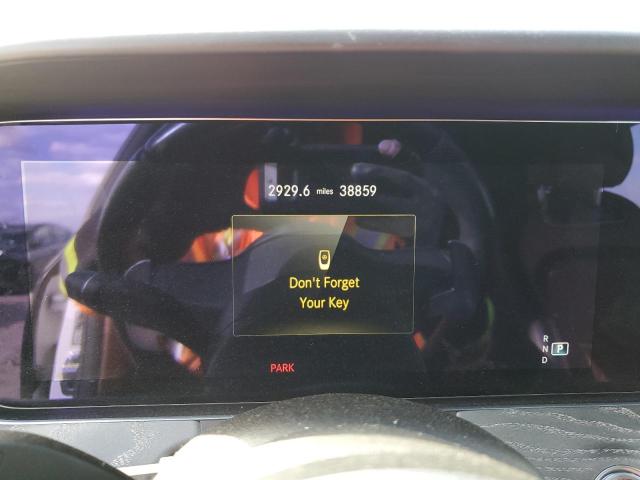 2929.6 miles 38859
Don't Forget
Your Key
R
N P
D
PARK